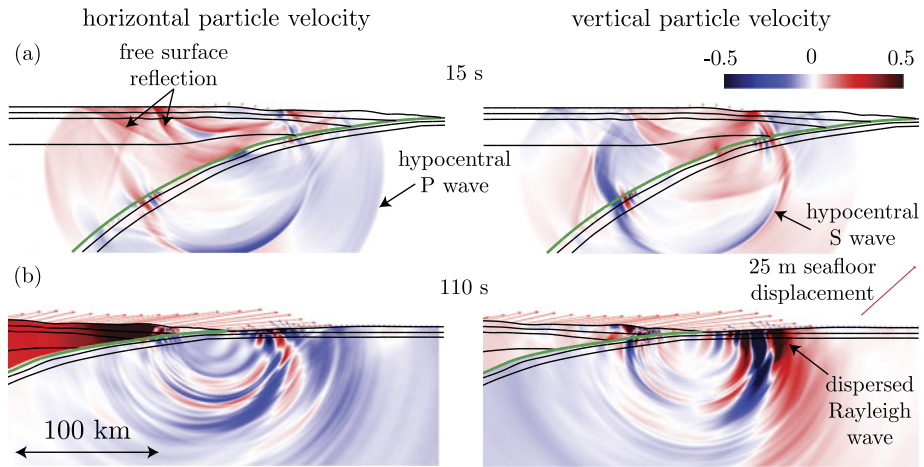 horizontal particle velocity
vertical particle velocity
(a)
free surface
reflection
15 s
-0.5
0
0.5
hypocentral
P wave
hypocentral
S wave
(b)
110 s
25 m seafloor
displacement
100 km
dispersed
Rayleigh
wave